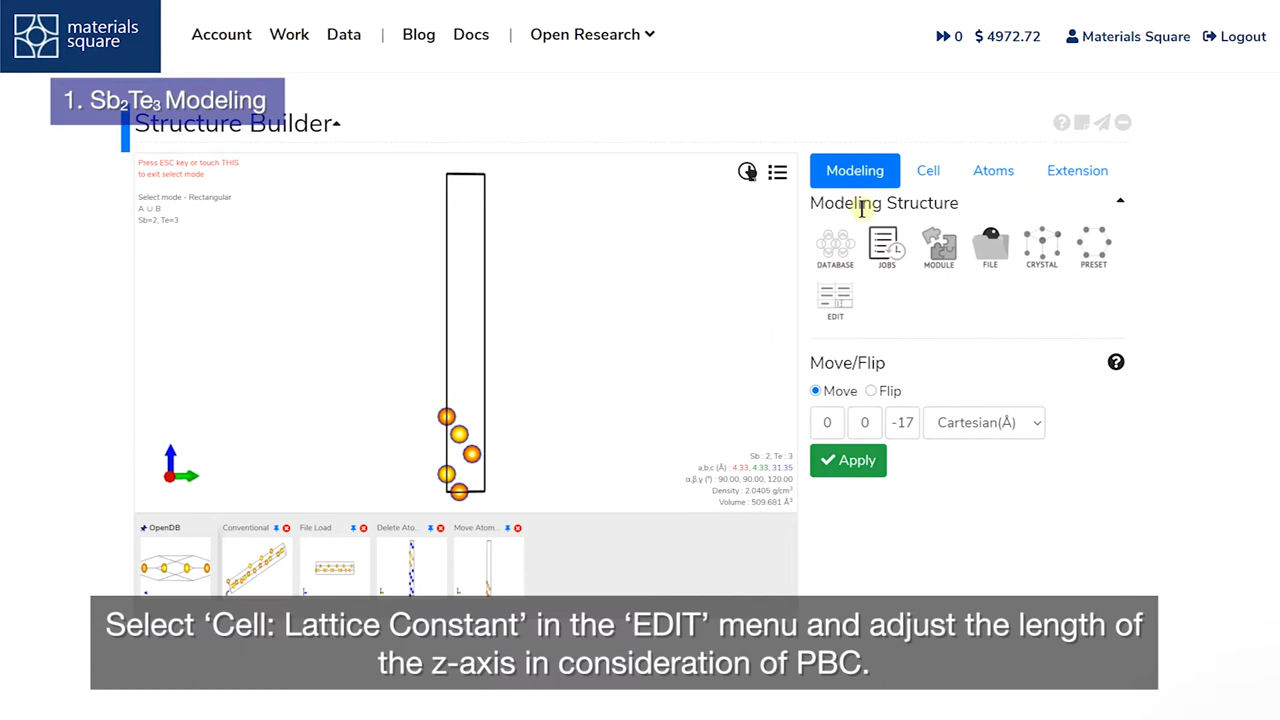 materials
square
Account Work Data | Blog Docs | Open Research
0 $ 4972.72 Materials Square Logout
1. Sb₂Te₃ Modeling
Structure Builder
Press ESC key or touch THIS
to exit select mode
Select mode - Rectangular
A ∪ B
Sb=2, Te=3
Modeling Cell Atoms Extension
Modeling Structure
DATABASE JOBS MODULE FILE CRYSTAL PRESET
EDIT
Move/Flip
Move Flip
0 0 -17 Cartesian(Å)
Apply
Sb : 2, Te : 3
a,b,c (Å) : 4.33, 4.33, 31.35
α,β,γ (°) : 90.00, 90.00, 120.00
Density : 2.0405 g/cm³
Volume : 509.681 Å³
OpenDB Conventional File Load Delete Ato... Move Atom...
Select ‘Cell: Lattice Constant’ in the ‘EDIT’ menu and adjust the length of
the z-axis in consideration of PBC.